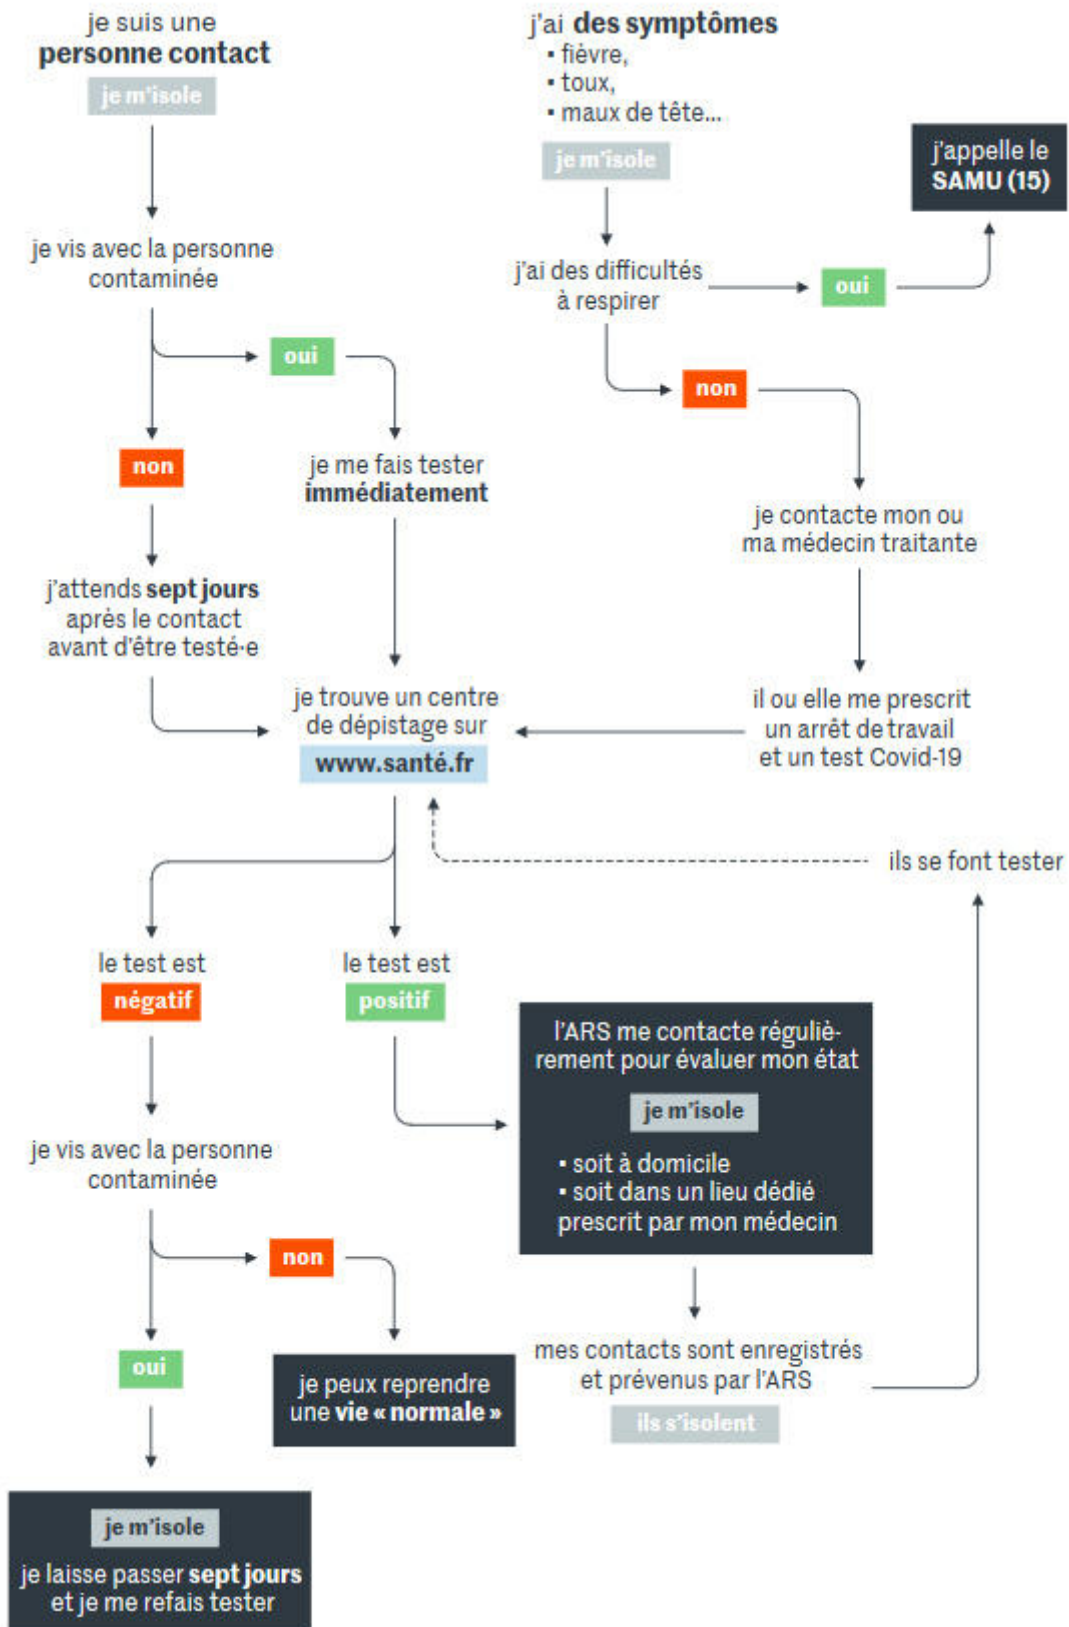 je suis une
personne contact
je m'isole
je vis avec la personne
contaminée
oui
non
je me fais tester
immédiatement
j'attends sept jours
après le contact
avant d'être testé·e
j'ai des symptômes
▪ fièvre,
▪ toux,
▪ maux de tête...
je m'isole
j'appelle le
SAMU (15)
j'ai des difficultés
à respirer
oui
non
je contacte mon ou
ma médecin traitante
il ou elle me prescrit
un arrêt de travail
et un test Covid-19
je trouve un centre
de dépistage sur
www.santé.fr
ils se font tester
le test est
négatif
le test est
positif
l'ARS me contacte réguliè-
rement pour évaluer mon état
je m'isole
▪ soit à domicile
▪ soit dans un lieu dédié
prescrit par mon médecin
je vis avec la personne
contaminée
non
oui
je peux reprendre
une vie « normale »
mes contacts sont enregistrés
et prévenus par l'ARS
ils s'isolent
je m'isole
je laisse passer sept jours
et je me refais tester